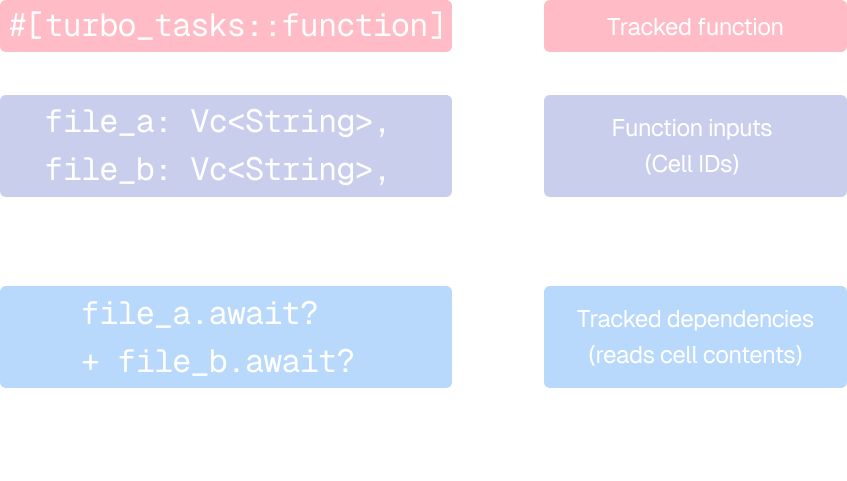 #[turbo_tasks::function]
Tracked function
file_a: Vc<String>,
file_b: Vc<String>,
Function inputs
(Cell IDs)
file_a.await?
+ file_b.await?
Tracked dependencies
(reads cell contents)